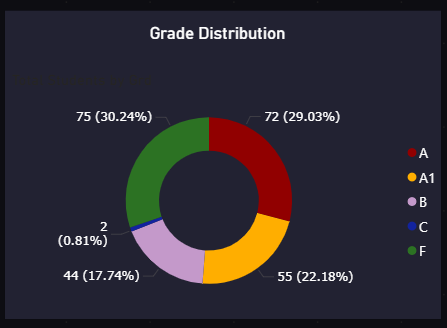 Grade Distribution
75 (30.24%)
72 (29.03%)
A
A1
B
C
F
2
(0.81%)
44 (17.74%)
55 (22.18%)